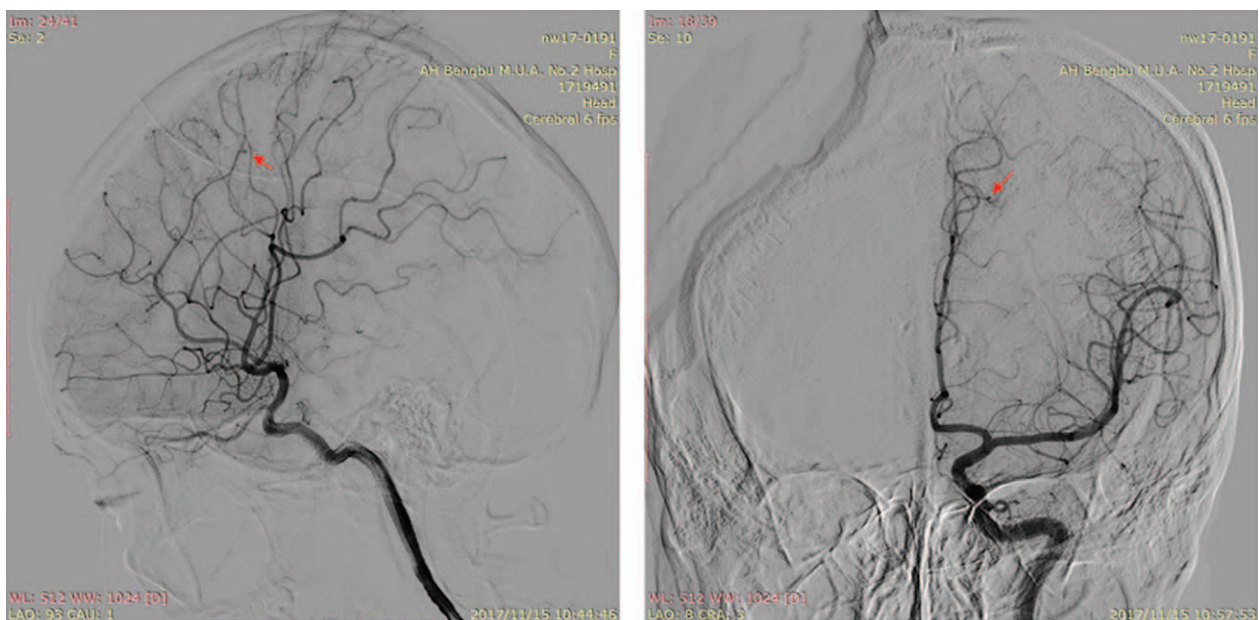 Im: 24/41
Se: 2
nw17-0191
F
AH Bengbu M.U.A. No.2 Hosp
1719491
Head
Cerebral 6 fps
WL: 512 WW: 1024 [D]
LAO: 93 CAU: 1
2017/11/15 10:44:46
Im: 18/39
Se: 10
nw17-0191
F
AH Bengbu M.U.A. No.2 Hosp
1719491
Head
Cerebral 6 fps
WL: 512 WW: 1024 [D]
LAO: 8 CRA: 3
2017/11/15 10:57:53